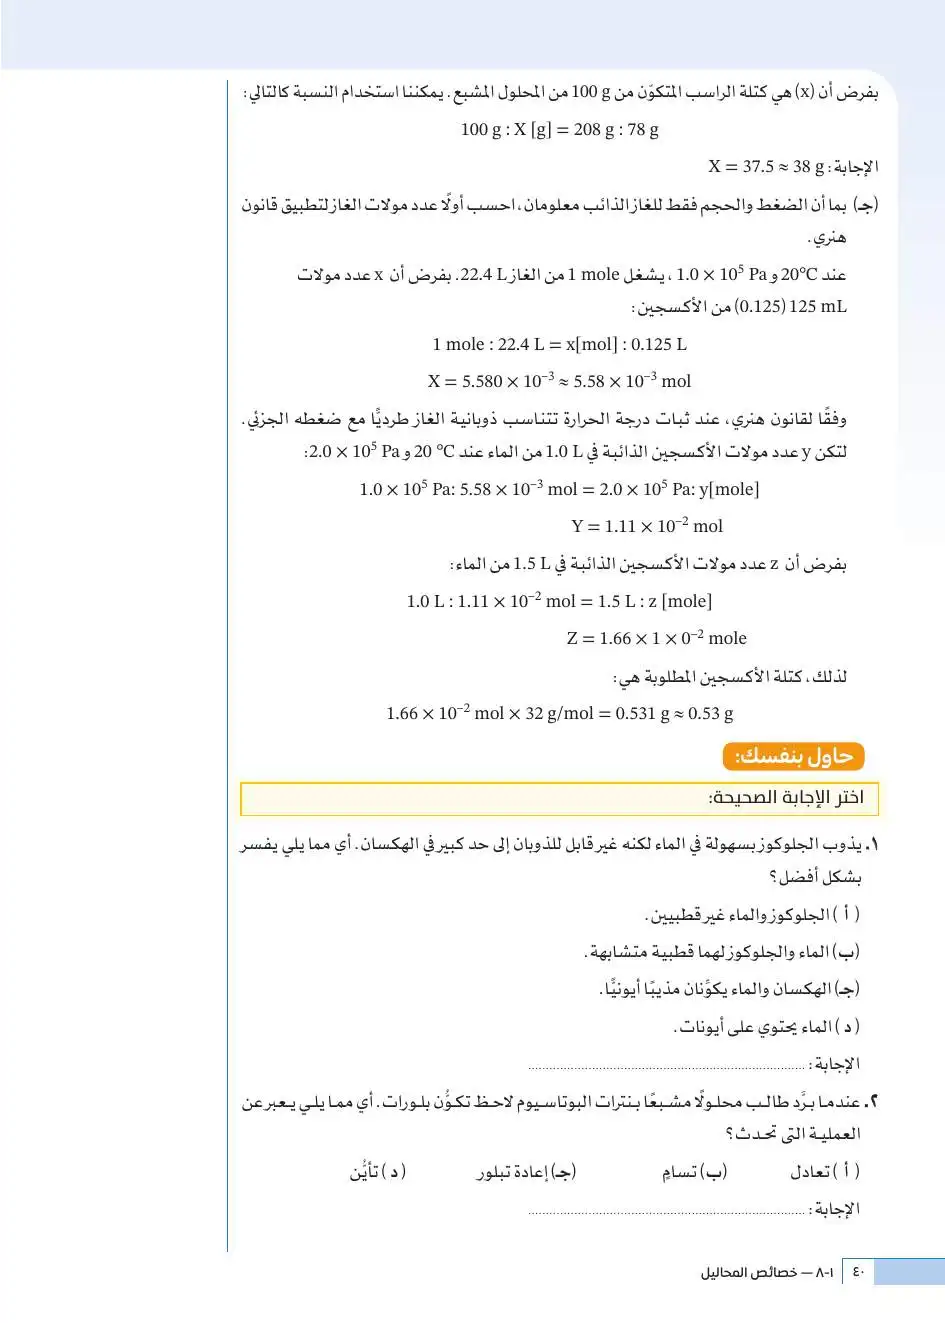 بفرض أن (x) هي كتلة الراسب المتكوّن من 100 g من المحلول المشبع. يمكننا استخدام النسبة كالتالي:
100 g : X [g] = 208 g : 78 g
الإجابة: X = 37.5 ≈ 38 g
(جـ) بما أن الضغط والحجم فقط للغاز الذائب معلومان، احسب أولًا عدد مولات الغاز لتطبيق قانون
هنري.
عند 20°C و 1.0 × 10⁵ Pa ، يشغل 1 mole من الغاز 22.4 L. بفرض أن x عدد مولات
125 mL (0.125) من الأكسجين:
1 mole : 22.4 L = x[mol] : 0.125 L
X = 5.580 × 10⁻³ ≈ 5.58 × 10⁻³ mol
وفقًا لقانون هنري، عند ثبات درجة الحرارة تتناسب ذوبانية الغاز طرديًّا مع ضغطه الجزئي.
لتكن y عدد مولات الأكسجين الذائبة في 1.0 L من الماء عند 20 °C و 2.0 × 10⁵ Pa:
1.0 × 10⁵ Pa: 5.58 × 10⁻³ mol = 2.0 × 10⁵ Pa: y[mole]
Y = 1.11 × 10⁻² mol
بفرض أن z عدد مولات الأكسجين الذائبة في 1.5 L من الماء:
1.0 L : 1.11 × 10⁻² mol = 1.5 L : z [mole]
Z = 1.66 × 1 × 0⁻² mole
لذلك، كتلة الأكسجين المطلوبة هي:
1.66 × 10⁻² mol × 32 g/mol = 0.531 g ≈ 0.53 g
حاول بنفسك:
اختر الإجابة الصحيحة:
١. يذوب الجلوكوز بسهولة في الماء لكنه غير قابل للذوبان إلى حد كبير في الهكسان. أي مما يلي يفسر
بشكل أفضل؟
( أ ) الجلوكوز والماء غير قطبيين.
(ب) الماء والجلوكوز لهما قطبية متشابهة.
(جـ) الهكسان والماء يكوِّنان مذيبًا أيونيًّا.
( د ) الماء يحتوي على أيونات.
الإجابة: ..............................................................................
٢. عندما برَّد طالب محلولًا مشبعًا بنترات البوتاسيوم لاحظ تكوُّن بلورات. أي مما يلي يعبر عن
العملية التى تحدث؟
( أ ) تعادل (ب) تسامٍ (جـ) إعادة تبلور ( د ) تأيُّن
الإجابة: ..............................................................................
٤٠ ٨-١ — خصائص المحاليل